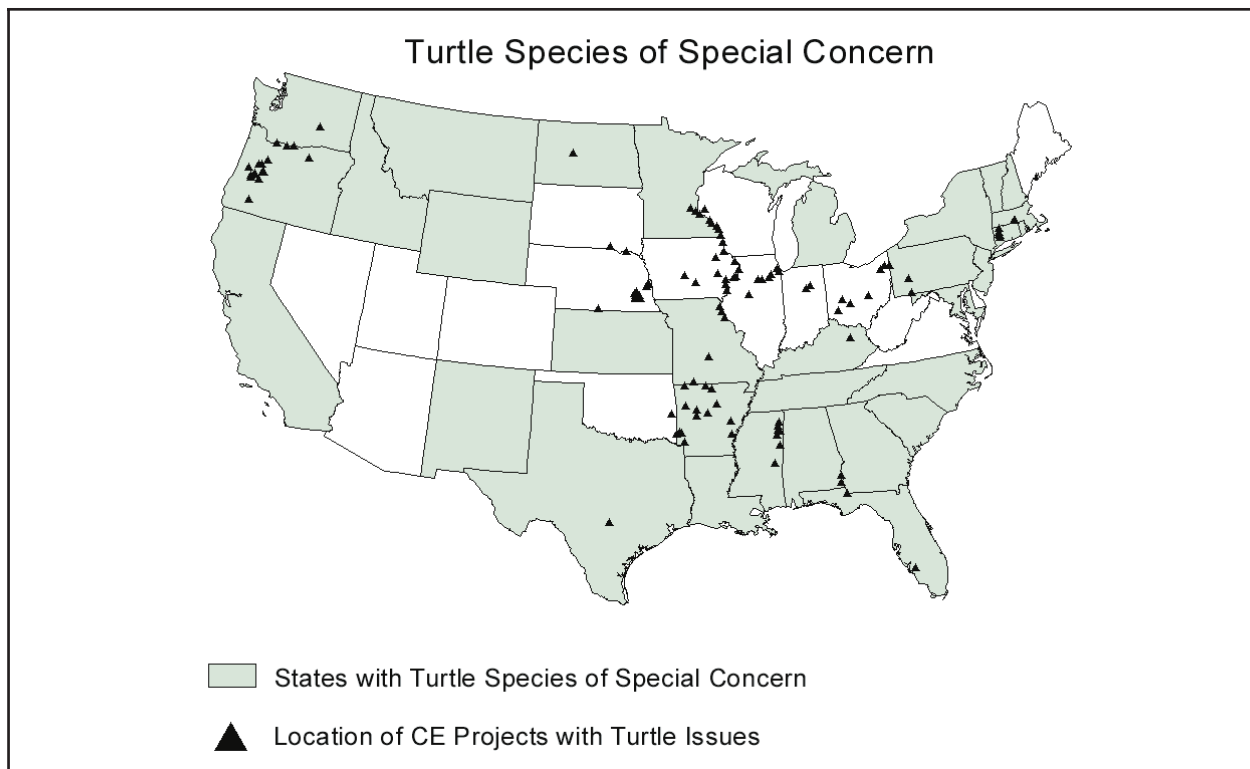 Turtle Species of Special Concern
States with Turtle Species of Special Concern
Location of CE Projects with Turtle Issues